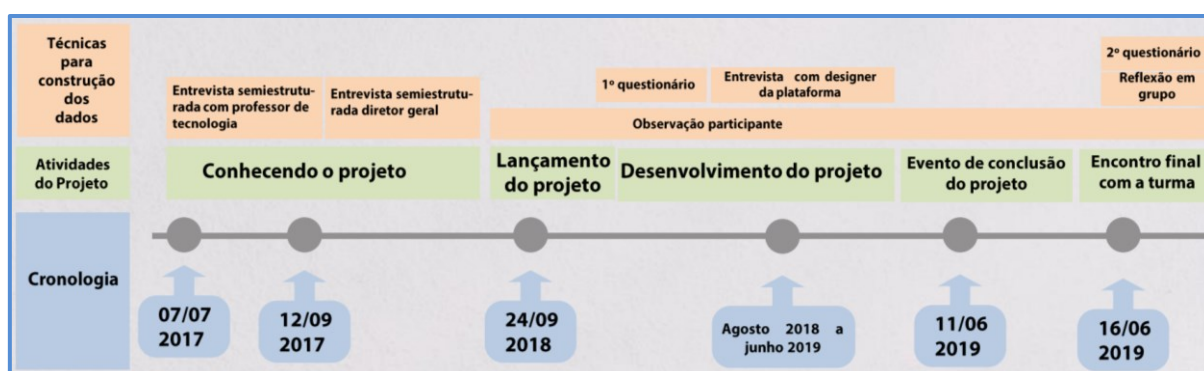 Técnicas
para
construção
dos
dados
Entrevista semiestrutu-
rada com professor de
tecnologia
Entrevista semiestrutu-
rada diretor geral
1º questionário
Entrevista com designer
da plataforma
2º questionário
Reflexão em
grupo
Observação participante
Atividades
do Projeto
Conhecendo o projeto
Lançamento
do projeto
Desenvolvimento do projeto
Evento de conclusão
do projeto
Encontro final
com a turma
Cronologia
07/07
2017
12/09
2017
24/09
2018
Agosto 2018 a
junho 2019
11/06
2019
16/06
2019